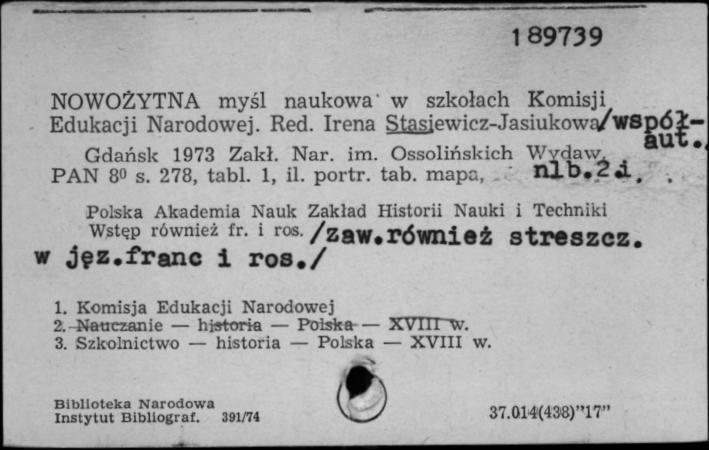 189739
NOWOŻYTNA myśl naukowa w szkołach Komisji
Edukacji Narodowej. Red. Irena Stasiewicz-Jasiukowa/współ-
aut.
Gdańsk 1973 Zakł. Nar. im. Ossolińskich Wydaw.
PAN 8⁰ s. 278, tabl. 1, il. portr. tab. mapa, nlb.2i.
Polska Akademia Nauk Zakład Historii Nauki i Techniki
Wstęp również fr. i ros. /zaw.również streszcz.
w jęz.franc i ros./
1. Komisja Edukacji Narodowej
2. Nauczanie — historia — Polska — XVIII w.
3. Szkolnictwo — historia — Polska — XVIII w.
Biblioteka Narodowa
Instytut Bibliograf. 391/74
37.014(438)"17"